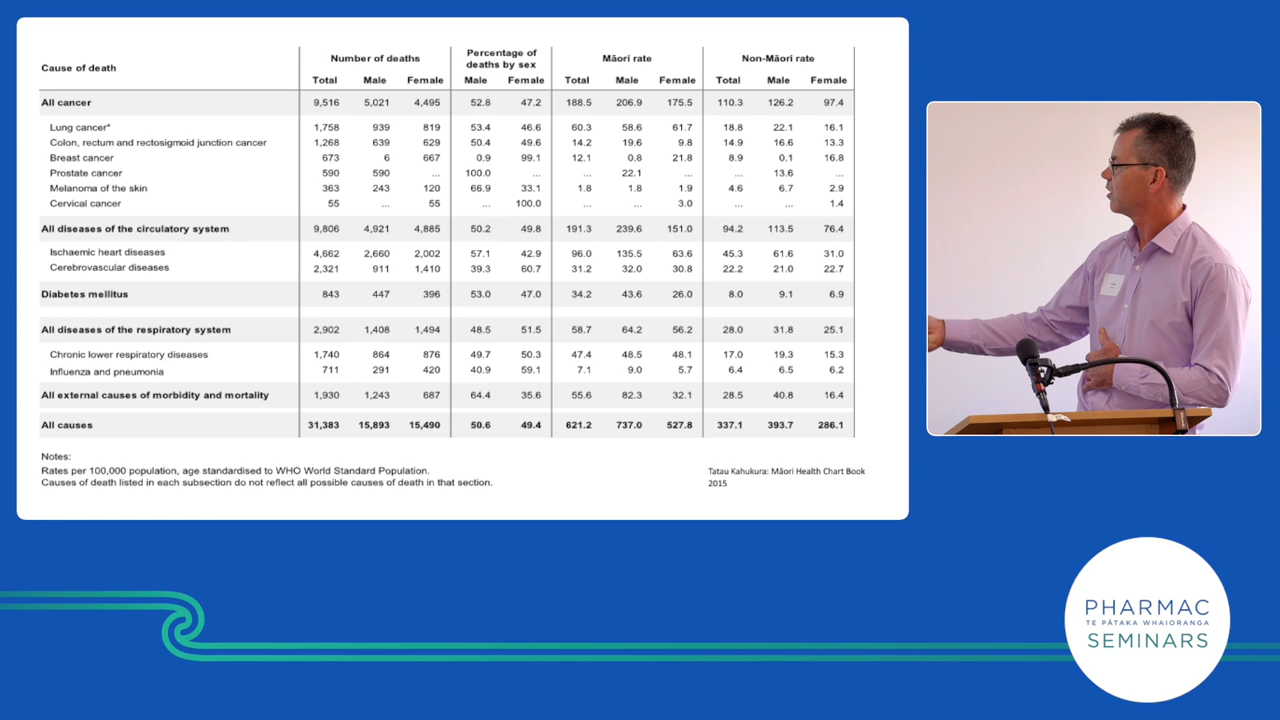 Cause of death Number of deaths Percentage of deaths by sex Māori rate Non-Māori rate
Total Male Female Male Female Total Male Female Total Male Female
All cancer 9,516 5,021 4,495 52.8 47.2 188.5 206.9 175.5 110.3 126.2 97.4
Lung cancer* 1,758 939 819 53.4 46.6 60.3 58.6 61.7 18.8 22.1 16.1
Colon, rectum and rectosigmoid junction cancer 1,268 639 629 50.4 49.6 14.2 19.6 9.8 14.9 16.6 13.3
Breast cancer 673 6 667 0.9 99.1 12.1 0.8 21.8 8.9 0.1 16.8
Prostate cancer 590 590 ... 100.0 ... ... 22.1 ... ... 13.6 ...
Melanoma of the skin 363 243 120 66.9 33.1 1.8 1.8 1.9 4.6 6.7 2.9
Cervical cancer 55 ... 55 ... 100.0 ... ... 3.0 ... ... 1.4
All diseases of the circulatory system 9,806 4,921 4,885 50.2 49.8 191.3 239.6 151.0 94.2 113.5 76.4
Ischaemic heart diseases 4,662 2,660 2,002 57.1 42.9 96.0 135.5 63.6 45.3 61.6 31.0
Cerebrovascular diseases 2,321 911 1,410 39.3 60.7 31.2 32.0 30.8 22.2 21.0 22.7
Diabetes mellitus 843 447 396 53.0 47.0 34.2 43.6 26.0 8.0 9.1 6.9
All diseases of the respiratory system 2,902 1,408 1,494 48.5 51.5 58.7 64.2 56.2 28.0 31.8 25.1
Chronic lower respiratory diseases 1,740 864 876 49.7 50.3 47.4 48.5 48.1 17.0 19.3 15.3
Influenza and pneumonia 711 291 420 40.9 59.1 7.1 9.0 5.7 6.4 6.5 6.2
All external causes of morbidity and mortality 1,930 1,243 687 64.4 35.6 55.6 82.3 32.1 28.5 40.8 16.4
All causes 31,383 15,893 15,490 50.6 49.4 621.2 737.0 527.8 337.1 393.7 286.1
Notes:
Rates per 100,000 population, age standardised to WHO World Standard Population.
Causes of death listed in each subsection do not reflect all possible causes of death in that section.
Tatau Kahukura: Māori Health Chart Book
2015
PHARMAC
TE PĀTAKA WHAIORANGA
SEMINARS